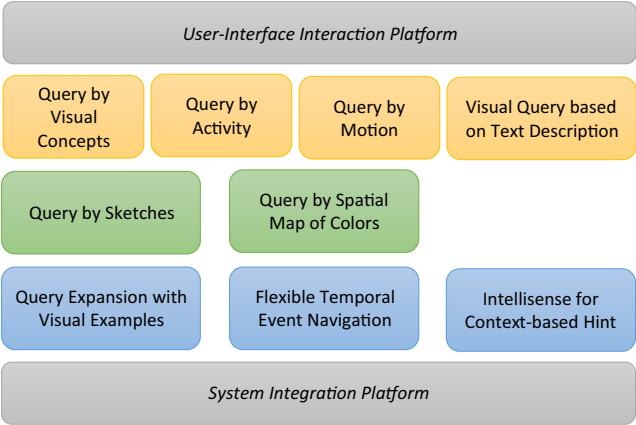 User-Interface Interaction Platform
Query by
Visual
Concepts
Query by
Activity
Query by
Motion
Visual Query based
on Text Description
Query by Sketches
Query by Spatial
Map of Colors
Query Expansion with
Visual Examples
Flexible Temporal
Event Navigation
Intellisense for
Context-based Hint
System Integration Platform